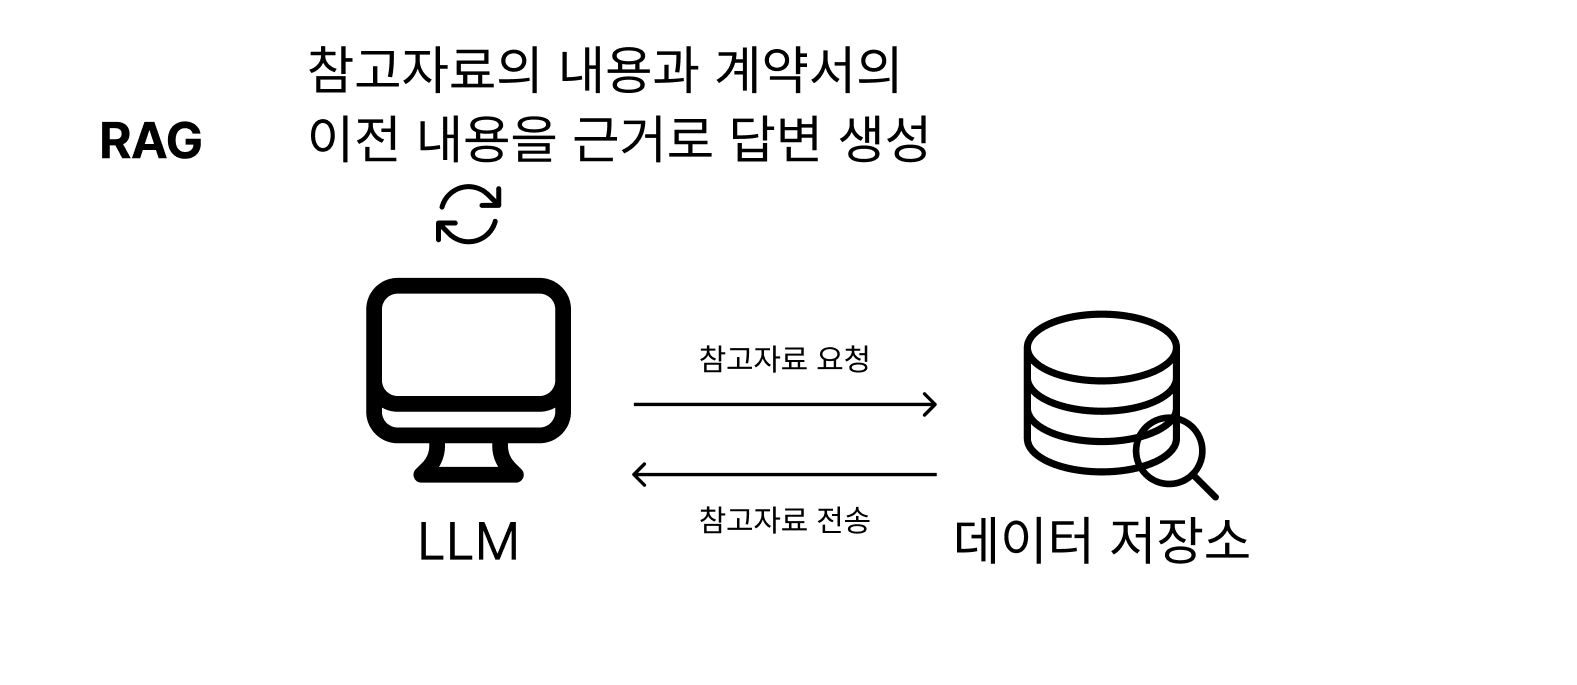 참고자료의 내용과 계약서의
이전 내용을 근거로 답변 생성
RAG
참고자료 요청
참고자료 전송
LLM
데이터 저장소